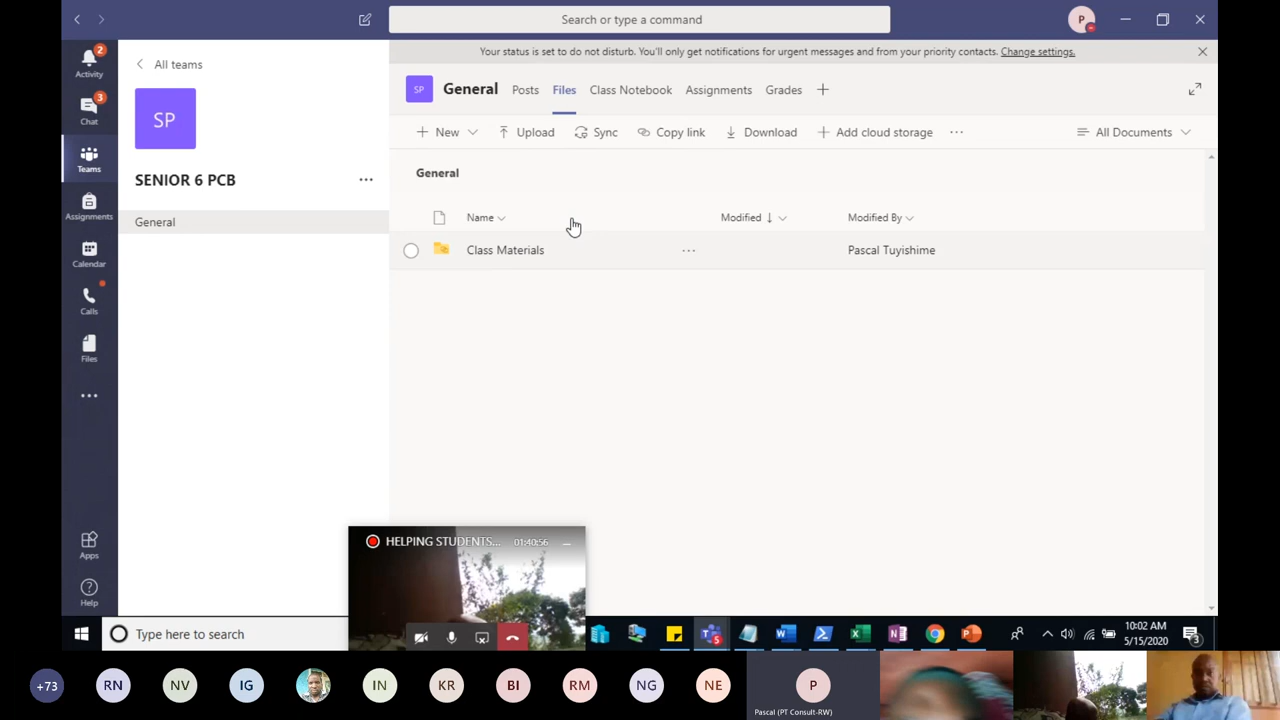 Search or type a command
P
Your status is set to do not disturb. You'll only get notifications for urgent messages and from your priority contacts. Change settings.
2
Activity
3
Chat
Teams
Assignments
Calendar
Calls
Files
Apps
Help
All teams
SP
SENIOR 6 PCB
General
SP General Posts Files Class Notebook Assignments Grades
New Upload Sync Copy link Download Add cloud storage All Documents
General
Name Modified Modified By
Class Materials Pascal Tuyishime
HELPING STUDENTS... 01:40:56
Type here to search
5
10:02 AM
5/15/2020
3
+73 RN NV IG IN KR BI RM NG NE P
Pascal (PT Consult-RW)